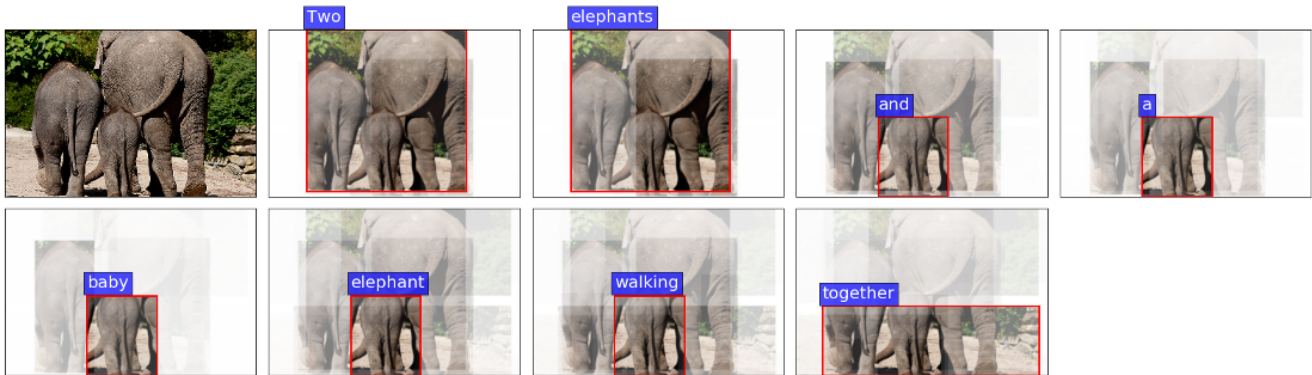 Two
elephants
and
a
baby
elephant
walking
together